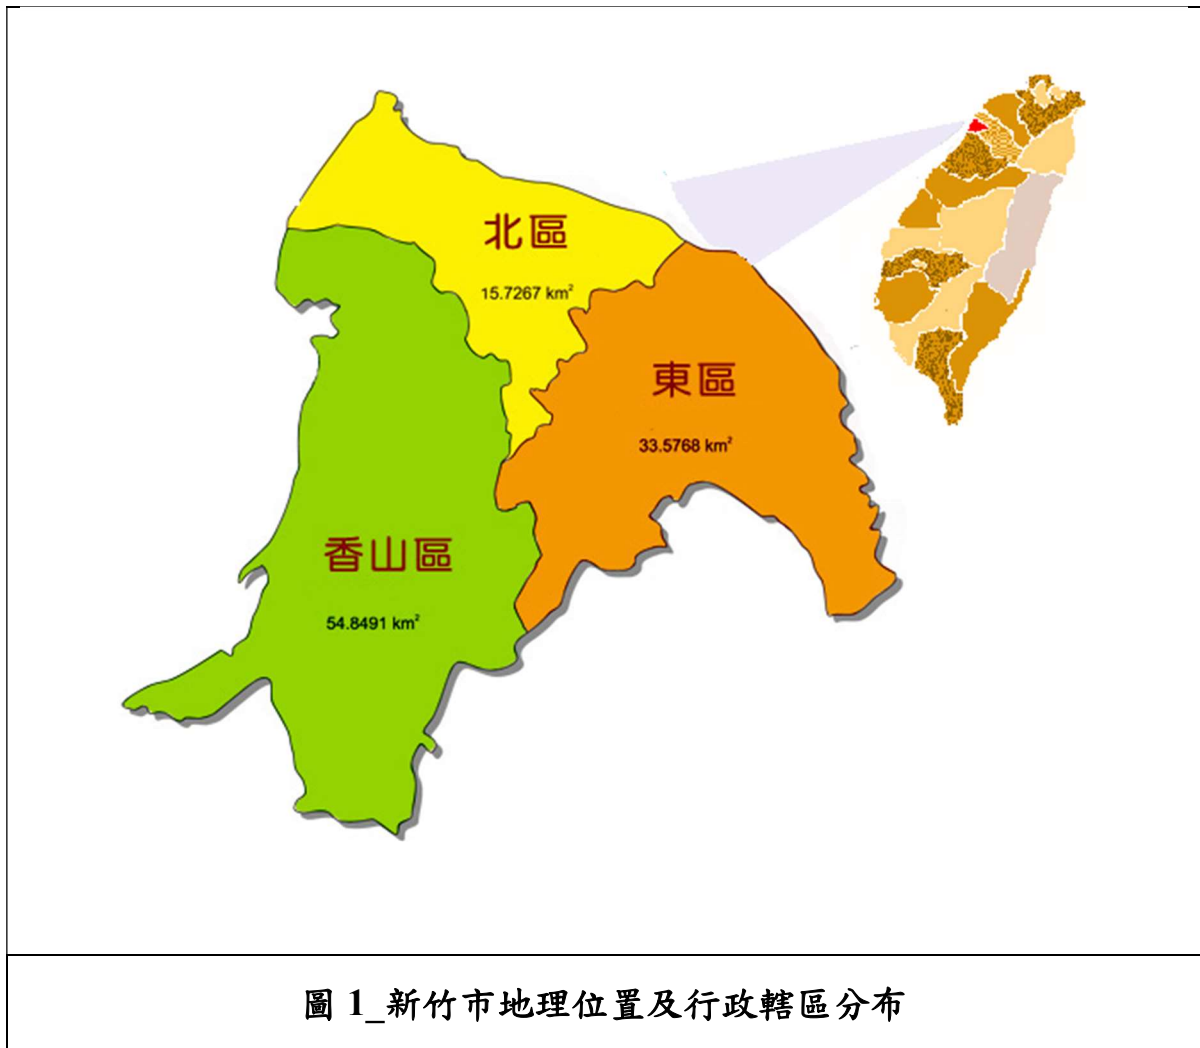 北區
15.7267 km²
東區
33.5768 km²
香山區
54.8491 km²
圖 1_新竹市地理位置及行政轄區分布